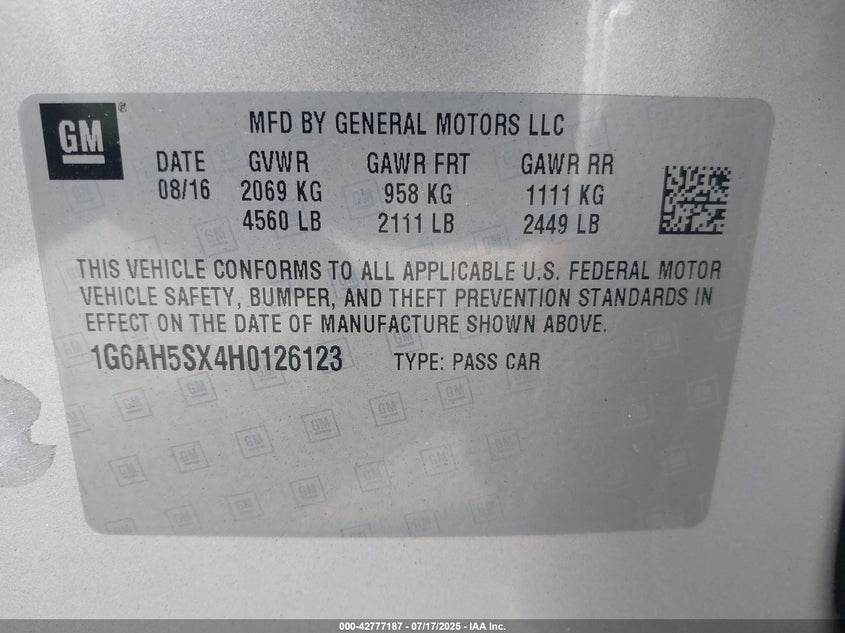 GM
MFD BY GENERAL MOTORS LLC
DATE GVWR GAWR FRT GAWR RR
08/16 2069 KG 958 KG 1111 KG
4560 LB 2111 LB 2449 LB
THIS VEHICLE CONFORMS TO ALL APPLICABLE U.S. FEDERAL MOTOR
VEHICLE SAFETY, BUMPER, AND THEFT PREVENTION STANDARDS IN
EFFECT ON THE DATE OF MANUFACTURE SHOWN ABOVE.
1G6AH5SX4H0126123 TYPE: PASS CAR
000-42777187 - 07/17/2025 - IAA Inc.